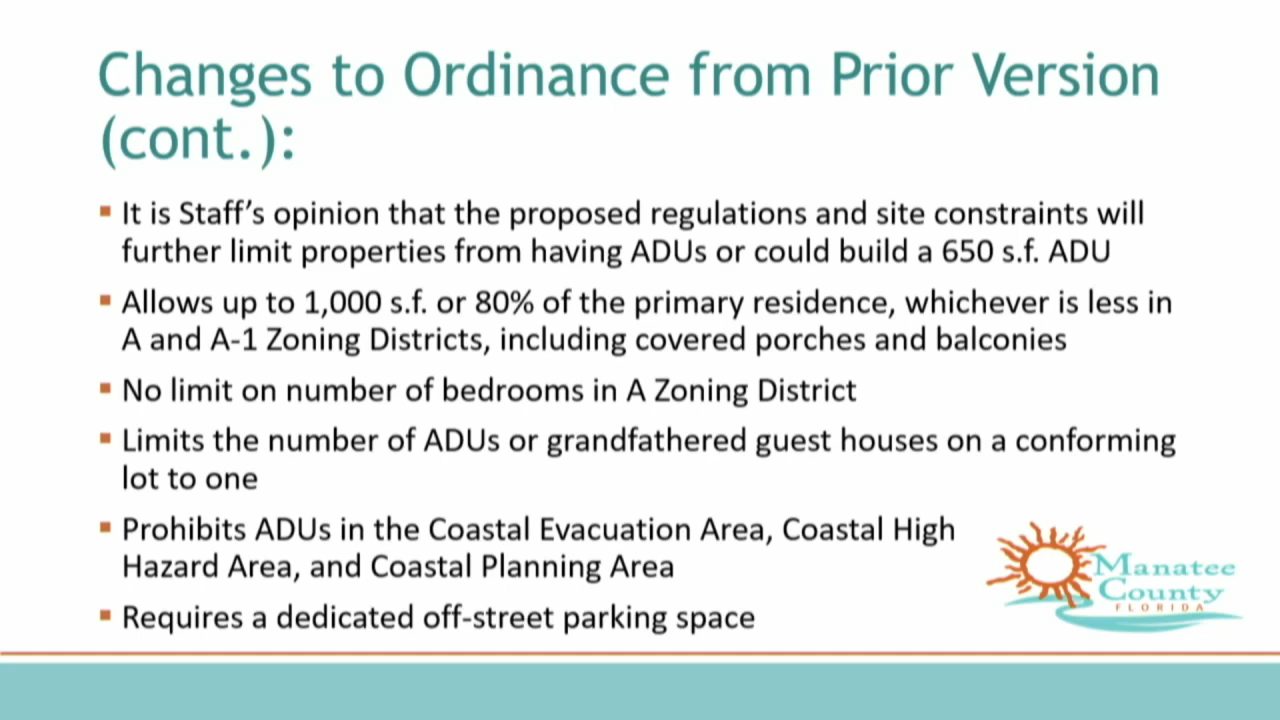 Changes to Ordinance from Prior Version
(cont.):
▪ It is Staff’s opinion that the proposed regulations and site constraints will
further limit properties from having ADUs or could build a 650 s.f. ADU
▪ Allows up to 1,000 s.f. or 80% of the primary residence, whichever is less in
A and A-1 Zoning Districts, including covered porches and balconies
▪ No limit on number of bedrooms in A Zoning District
▪ Limits the number of ADUs or grandfathered guest houses on a conforming
lot to one
▪ Prohibits ADUs in the Coastal Evacuation Area, Coastal High
Hazard Area, and Coastal Planning Area
▪ Requires a dedicated off-street parking space
Manatee
County
FLORIDA